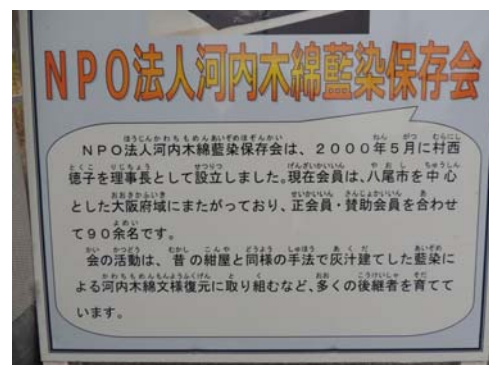 NPO法人河内木綿藍染保存会
NPO法人河内木綿藍染保存会は、2000年5月に村西
徳子を理事長として設立しました。現在会員は、八尾市を中心
とした大阪府域にまたがっており、正会員・賛助会員を合わせ
て90余名です。
会の活動は、昔の紺屋と同様の手法で灰汁建てした藍染に
よる河内木綿文様復元に取り組むなど、多くの後継者を育てて
います。